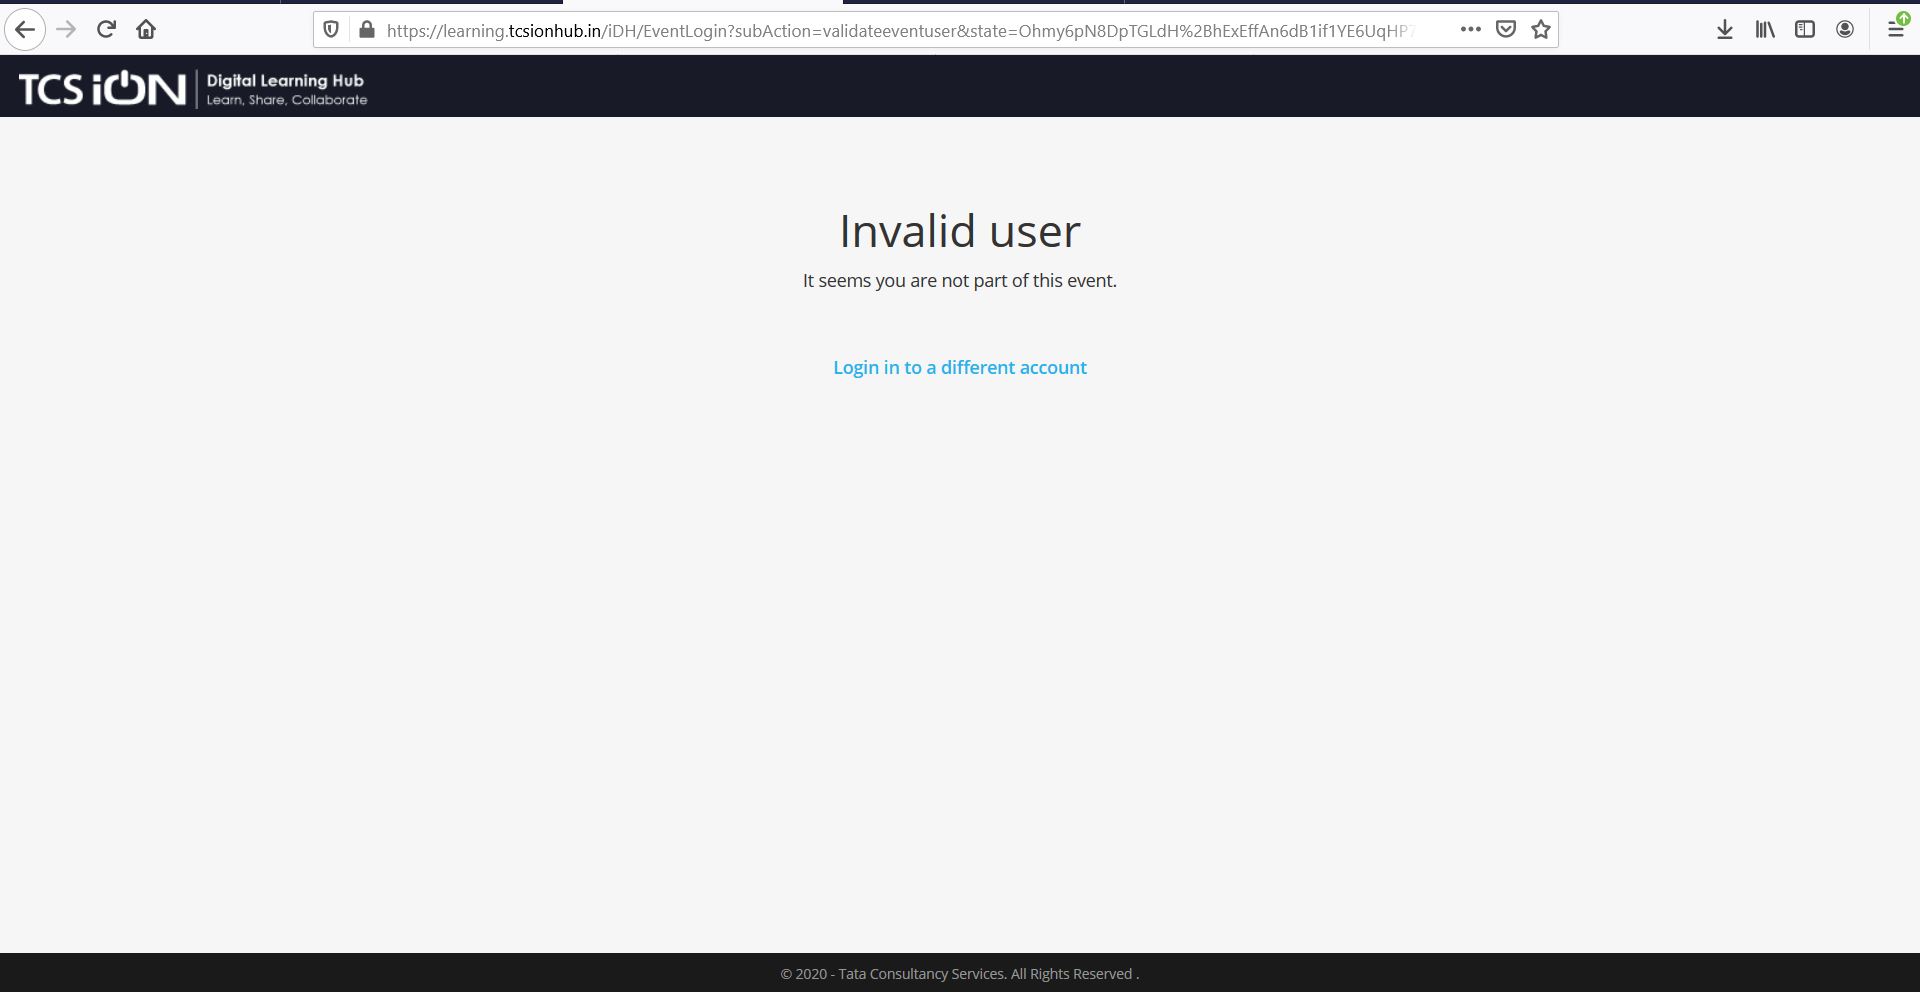 https://learning.tcsionhub.in/iDH/EventLogin?subAction=validateeventuser&state=Ohmy6pN8DpTGLdH%2BhExEffAn6dB1if1YE6UqHP7
TCS iON
Digital Learning Hub
Learn, Share, Collaborate
Invalid user
It seems you are not part of this event.
Login in to a different account
© 2020 - Tata Consultancy Services. All Rights Reserved .